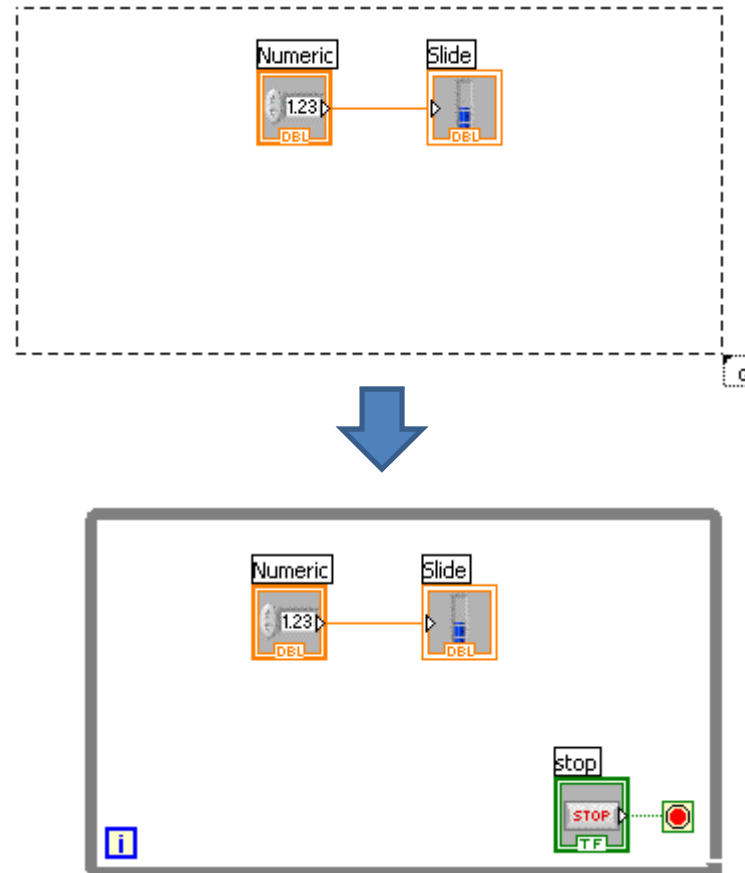 Numeric Slide
1.23
DBL DBL
Numeric Slide
1.23
DBL DBL
stop
STOP
TF
i